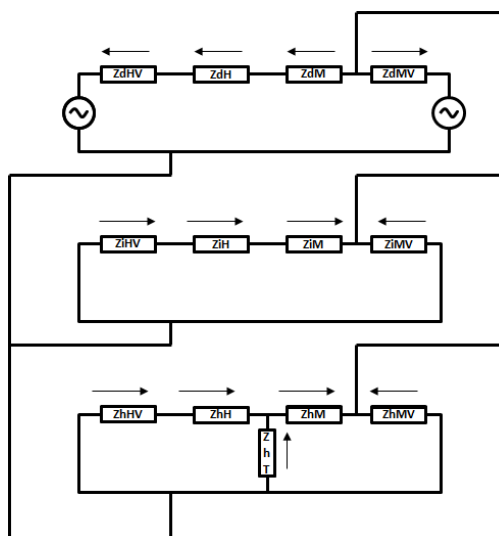 ZdHV ZdH ZdM ZdMV
ZiHV ZiH ZiM ZiMV
ZhHV ZhH ZhM ZhMV
Z
h
T